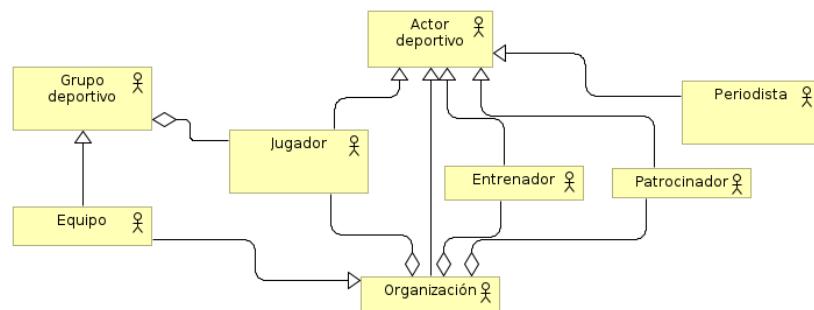 Actor
deportivo
Grupo
deportivo
Periodista
Jugador
Entrenador
Patrocinador
Equipo
Organización